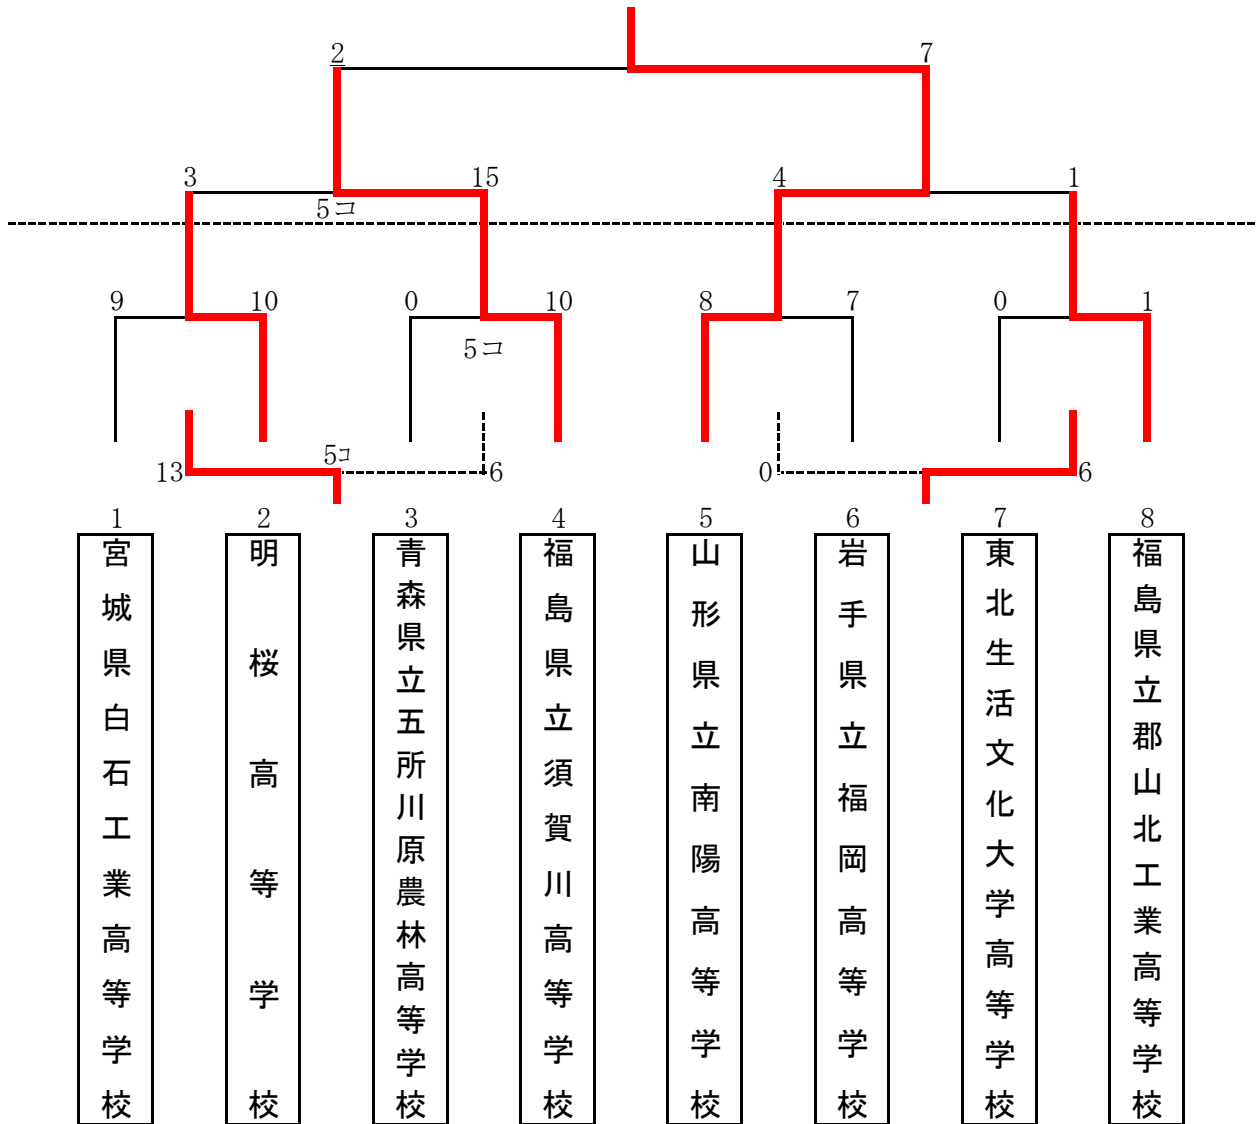 2 7
3 15 4 1
5コ
9 10 0 10 8 7 0 1
5コ
5コ
13 6 0 6
1 2 3 4 5 6 7 8
宮城県白石工業高等学校
明桜高等学校
青森県立五所川原農林高等学校
福島県立須賀川高等学校
山形県立南陽高等学校
岩手県立福岡高等学校
東北生活文化大学高等学校
福島県立郡山北工業高等学校